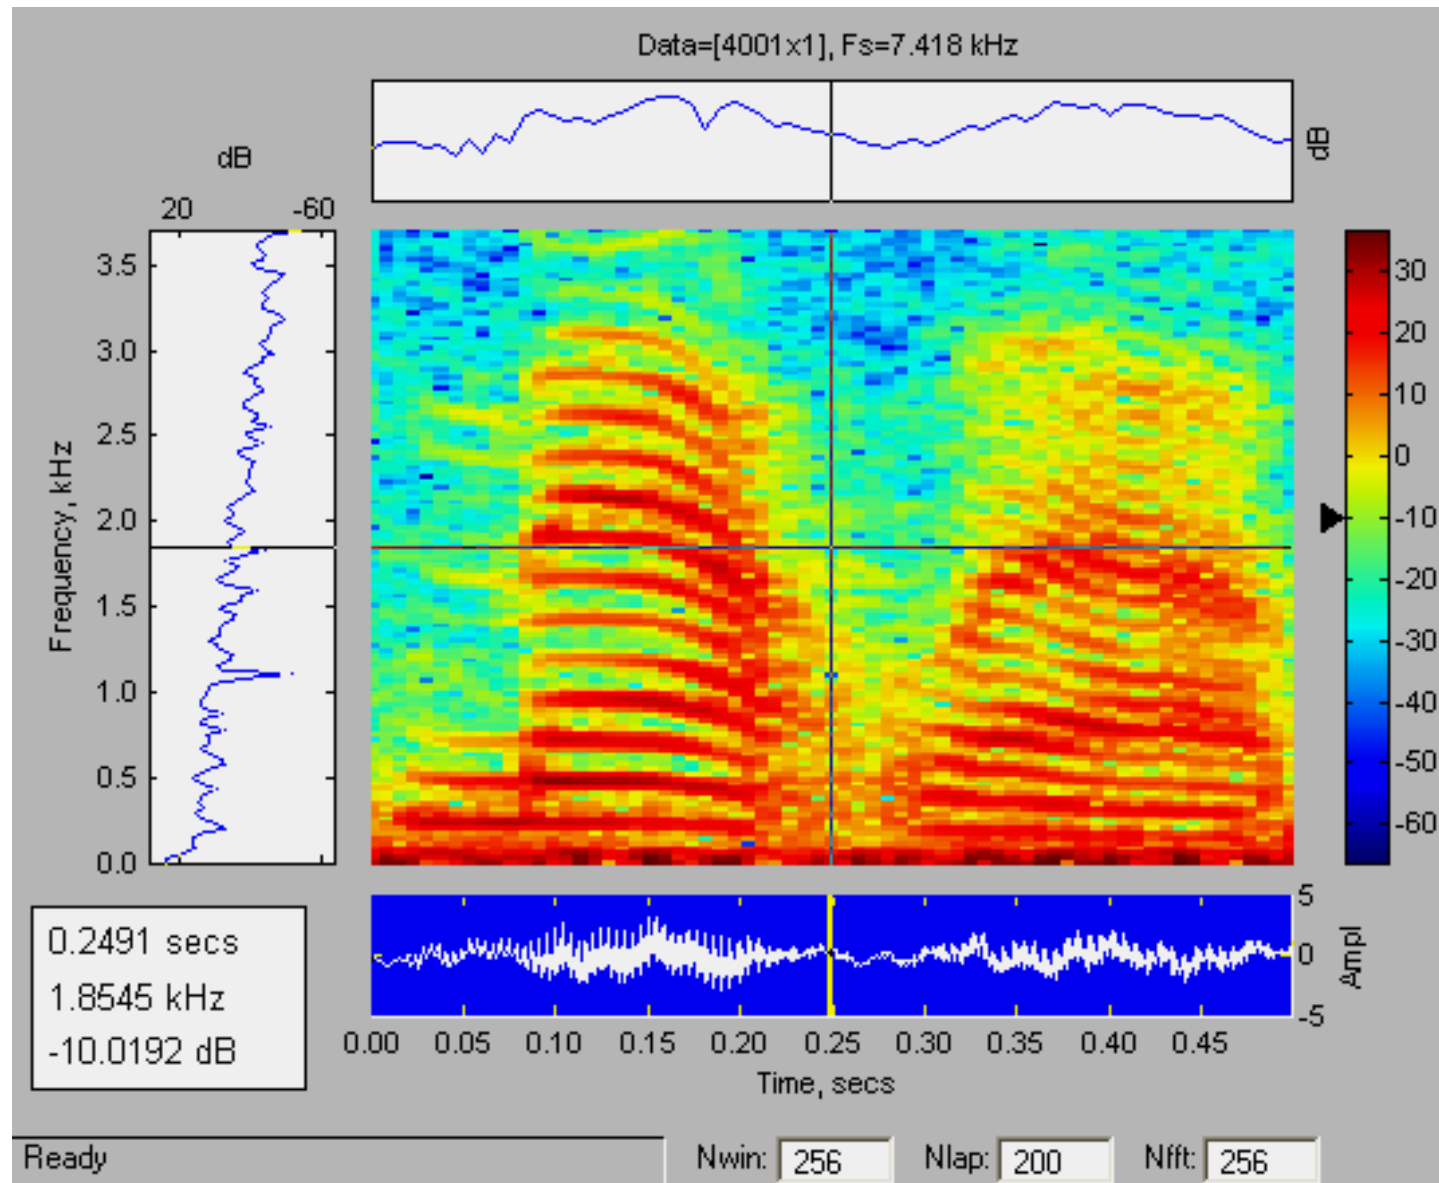 Data=[4001x1], Fs=7.418 kHz
dB
dB
20 -60
3.5
3.0
2.5
2.0
1.5
1.0
0.5
0.0
Frequency, kHz
30
20
10
0
-10
-20
-30
-40
-50
-60
5
0
-5
Ampl
0.2491 secs
1.8545 kHz
-10.0192 dB
0.00 0.05 0.10 0.15 0.20 0.25 0.30 0.35 0.40 0.45
Time, secs
Ready Nwin: 256 Nlap: 200 Nfft: 256